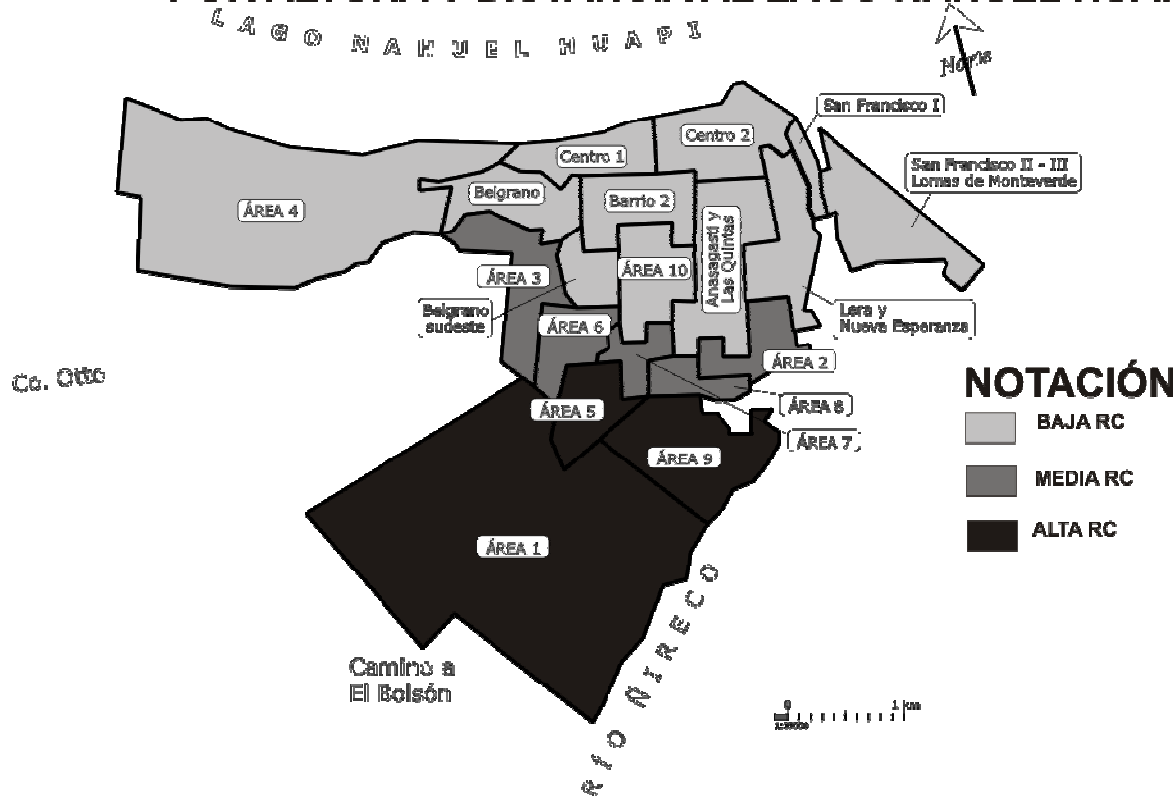 LAGO NAHUEL HUAPI
Norte
San Francisco I
Centro 2
Centro 1
San Francisco II - III
Lomas de Monteverde
Belgrano
Barrio 2
ÁREA 4
Anasagasti y
Las Quintas
ÁREA 10
ÁREA 3
Belgrano
sudeste
Lera y
Nueva Esperanza
ÁREA 6
ÁREA 2
Co. Otto
NOTACIÓN
ÁREA 5
ÁREA 8
BAJA RC
ÁREA 7
ÁREA 9
MEDIA RC
ALTA RC
ÁREA 1
RÍO ÑIRECO
Camino a
El Bolsón
0 1 km